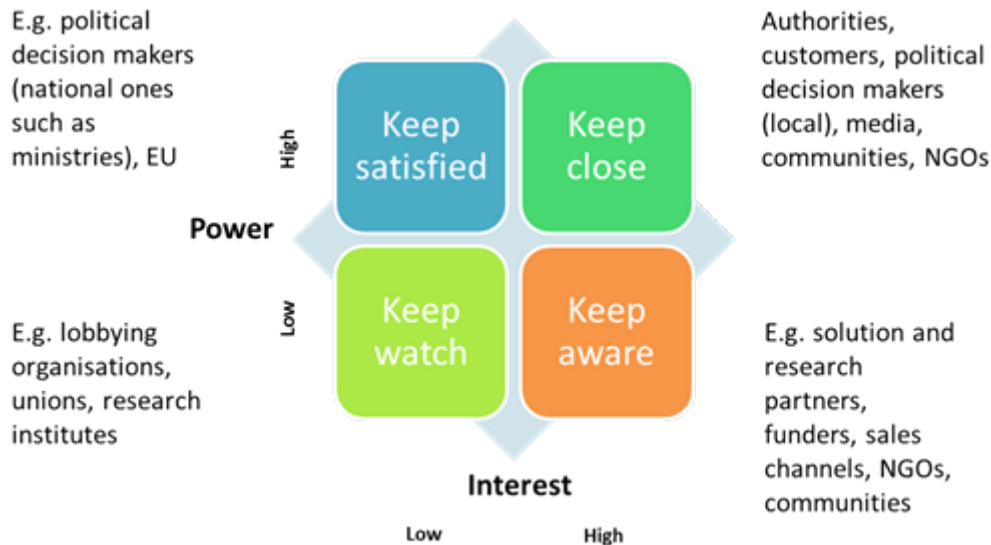 E.g. political
decision makers
(national ones
such as
ministries), EU
Authorities,
customers, political
decision makers
(local), media,
communities, NGOs
High
Keep
satisfied
Keep
close
Power
Low
Keep
watch
Keep
aware
E.g. lobbying
organisations,
unions, research
institutes
E.g. solution and
research
partners,
funders, sales
channels, NGOs,
communities
Interest
Low
High